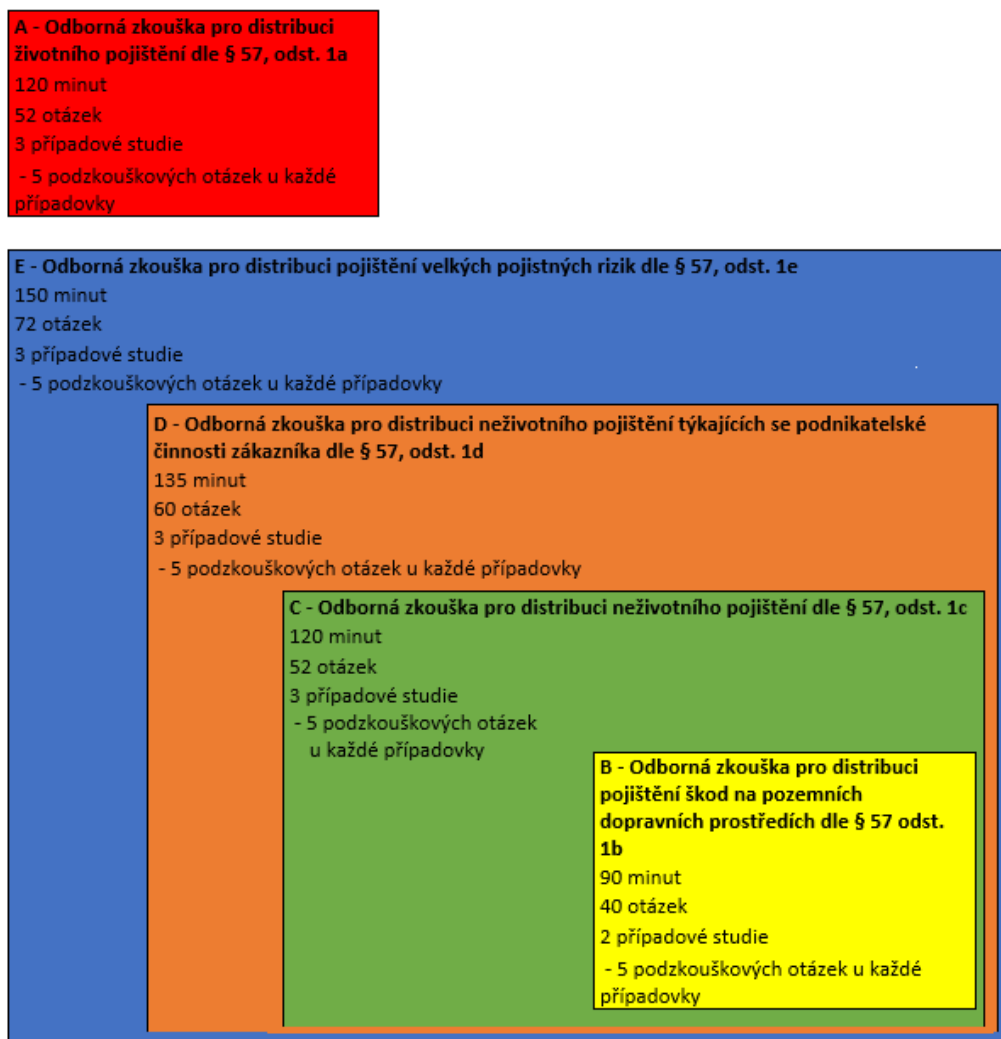 A - Odborná zkouška pro distribuci
životního pojištění dle § 57, odst. 1a
120 minut
52 otázek
3 případové studie
- 5 podzkouškových otázek u každé
případovky
E - Odborná zkouška pro distribuci pojištění velkých pojistných rizik dle § 57, odst. 1e
150 minut
72 otázek
3 případové studie
- 5 podzkouškových otázek u každé případovky
D - Odborná zkouška pro distribuci neživotního pojištění týkajících se podnikatelské
činnosti zákazníka dle § 57, odst. 1d
135 minut
60 otázek
3 případové studie
- 5 podzkouškových otázek u každé případovky
C - Odborná zkouška pro distribuci neživotního pojištění dle § 57, odst. 1c
120 minut
52 otázek
3 případové studie
- 5 podzkouškových otázek
u každé případovky
B - Odborná zkouška pro distribuci
pojištění škod na pozemních
dopravních prostředích dle § 57 odst.
1b
90 minut
40 otázek
2 případové studie
- 5 podzkouškových otázek u každé
případovky